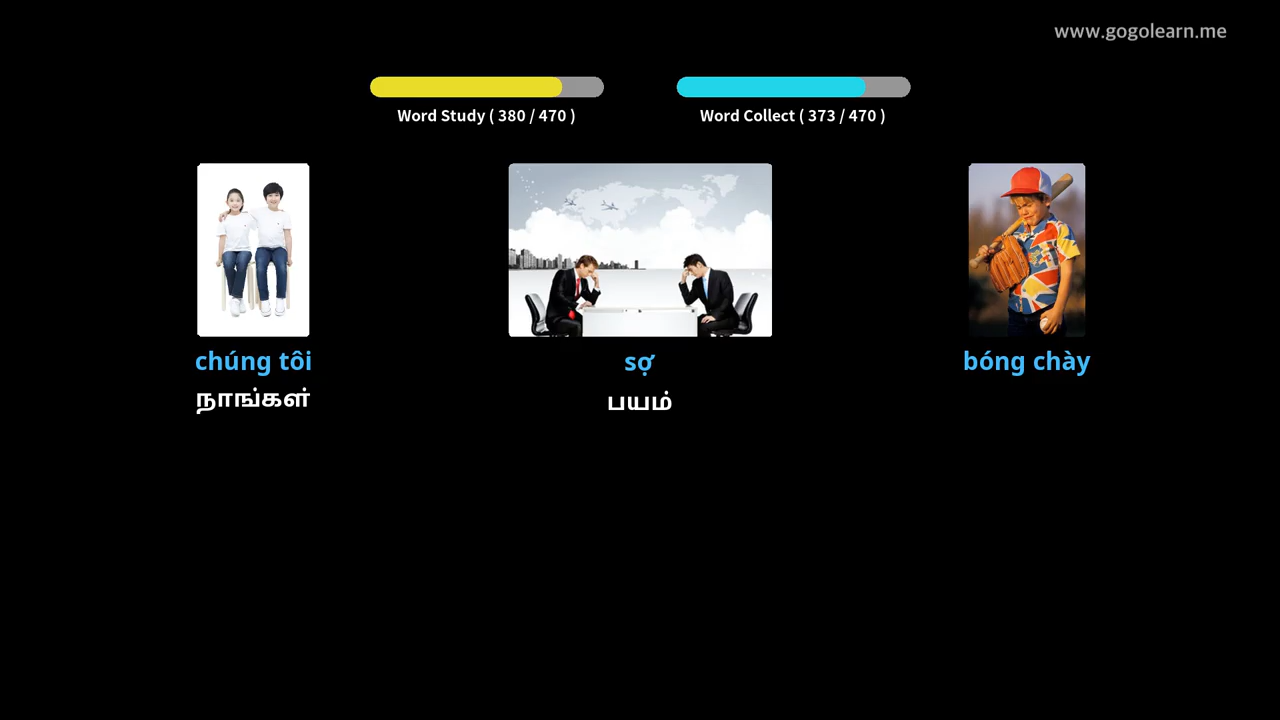 www.gogolearn.me
Word Study ( 380 / 470 )
Word Collect ( 373 / 470 )
chúng tôi
sợ
bóng chày
நாங்கள்
பயம்